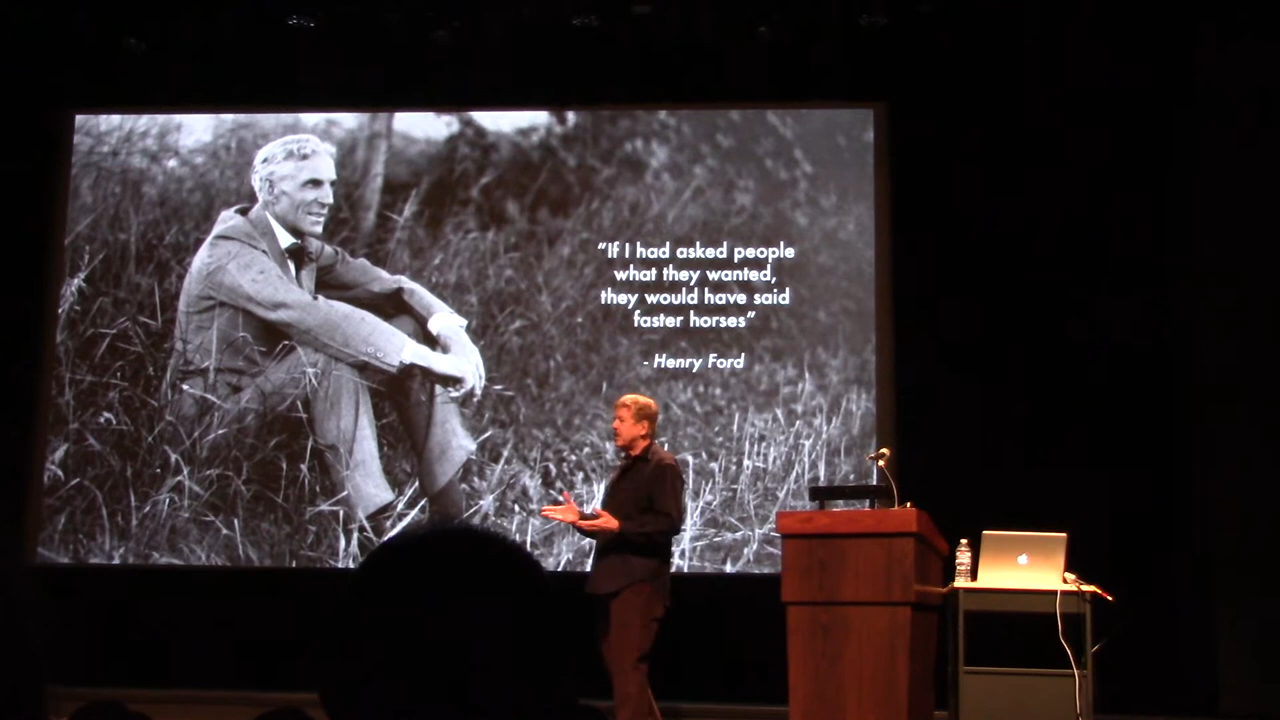 "If I had asked people
what they wanted,
they would have said
faster horses"
- Henry Ford